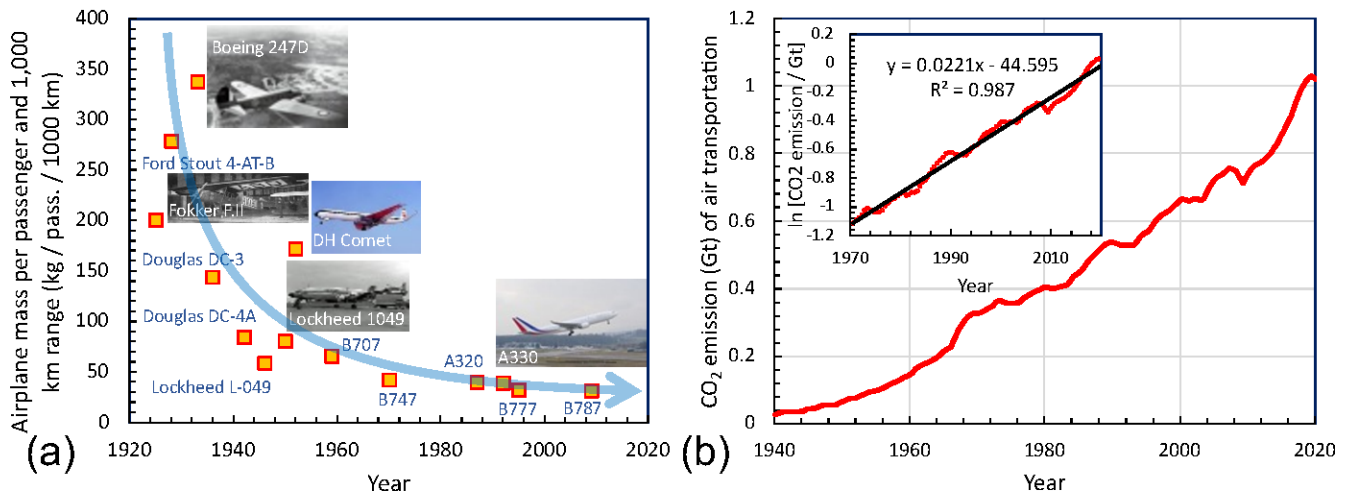 Airplane mass per passenger and 1,000
km range (kg / pass. / 1000 km)
400
350
300
250
200
150
100
50
0
Boeing 247D
Ford Stout 4-AT-B
Fokker F.II
DH Comet
Douglas DC-3
Lockheed 1049
Douglas DC-4A
B707
A320
A330
Lockheed L-049
B747
B777
B787
1920
1940
1960
1980
2000
2020
Year
(a)
CO2 emission (Gt) of air transportation
1.2
1
0.8
0.6
0.4
0.2
0
ln [CO2 emission / Gt]
0.2
0
-0.2
-0.4
-0.6
-0.8
-1
-1.2
y = 0.0221x - 44.595
R² = 0.987
1970
1990
2010
Year
1940
1960
1980
2000
2020
Year
(b)